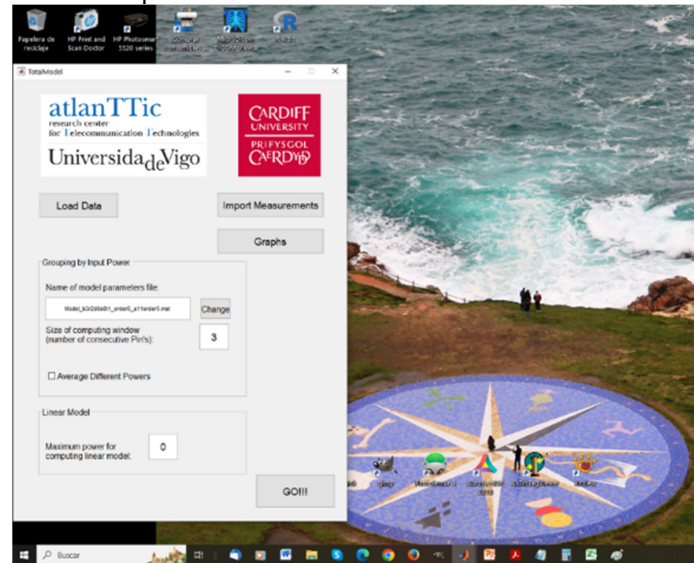 Papelera de
reciclaje
HP Print and
Scan Doctor
HP Photosmart
5520 series
TotalModel
atlanTTic
research center
for Telecommunication Technologies
UniversidadeVigo
CARDIFF
UNIVERSITY
PRIFYSGOL
CAERDYDD
Load Data
Import Measurements
Graphs
Grouping by Input Power
Name of model parameters file:
Change
Size of computing window
(number of consecutive Pin's):
3
Average Different Powers
Linear Model
Maximum power for
computing linear model:
0
GO!!!
Buscar